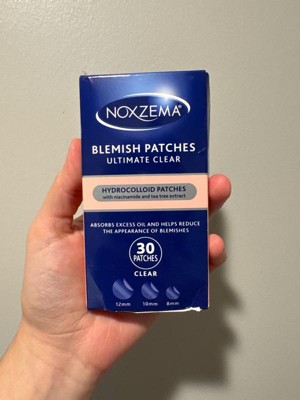 NOXZEMA®
BLEMISH PATCHES
ULTIMATE CLEAR
HYDROCOLLOID PATCHES
with niacinamide and tea tree extract
ABSORBS EXCESS OIL AND HELPS REDUCE
THE APPEARANCE OF BLEMISHES
30
PATCHES
CLEAR
12mm 10mm 8mm